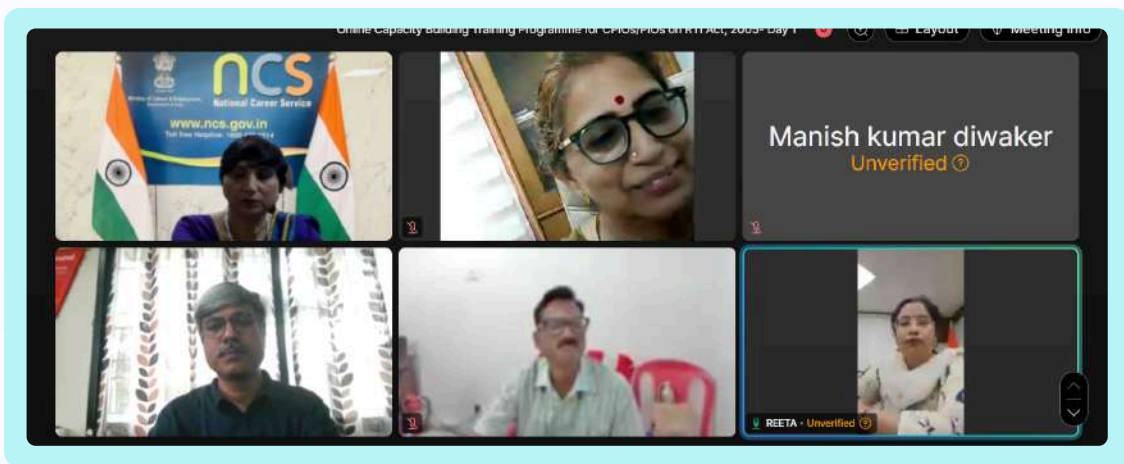 Online Capacity Building Training Programme for CPIOs/PIOs on RTI Act, 2005- Day 1
Layout
Meeting info
ncs
National Career Service
www.ncs.gov.in
Manish kumar diwaker
Unverified
REETA • Unverified